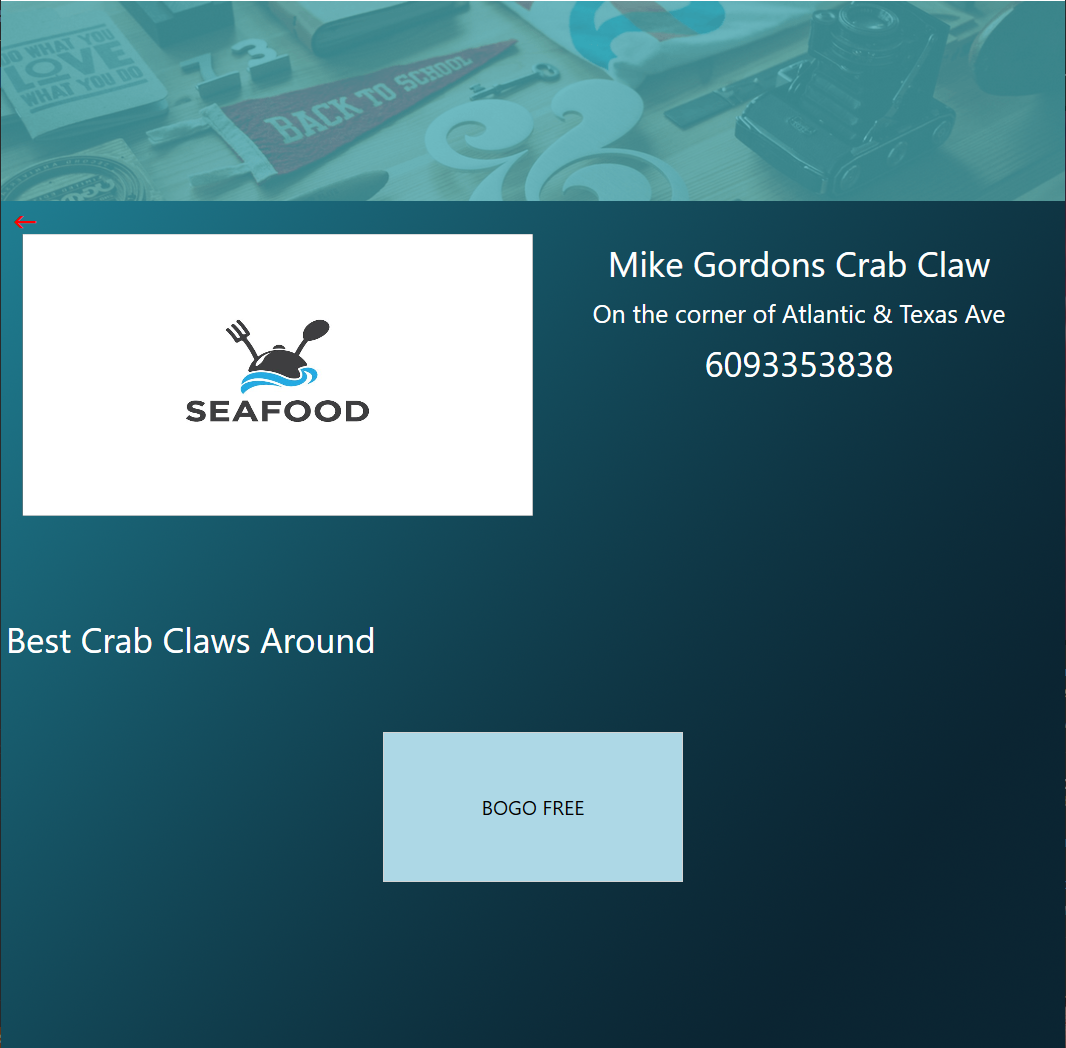 DO WHAT YOU
LOVE
WHAT YOU DO
73
BACK TO SCHOOL
&
Mike Gordons Crab Claw
On the corner of Atlantic & Texas Ave
6093353838
SEAFOOD
Best Crab Claws Around
BOGO FREE